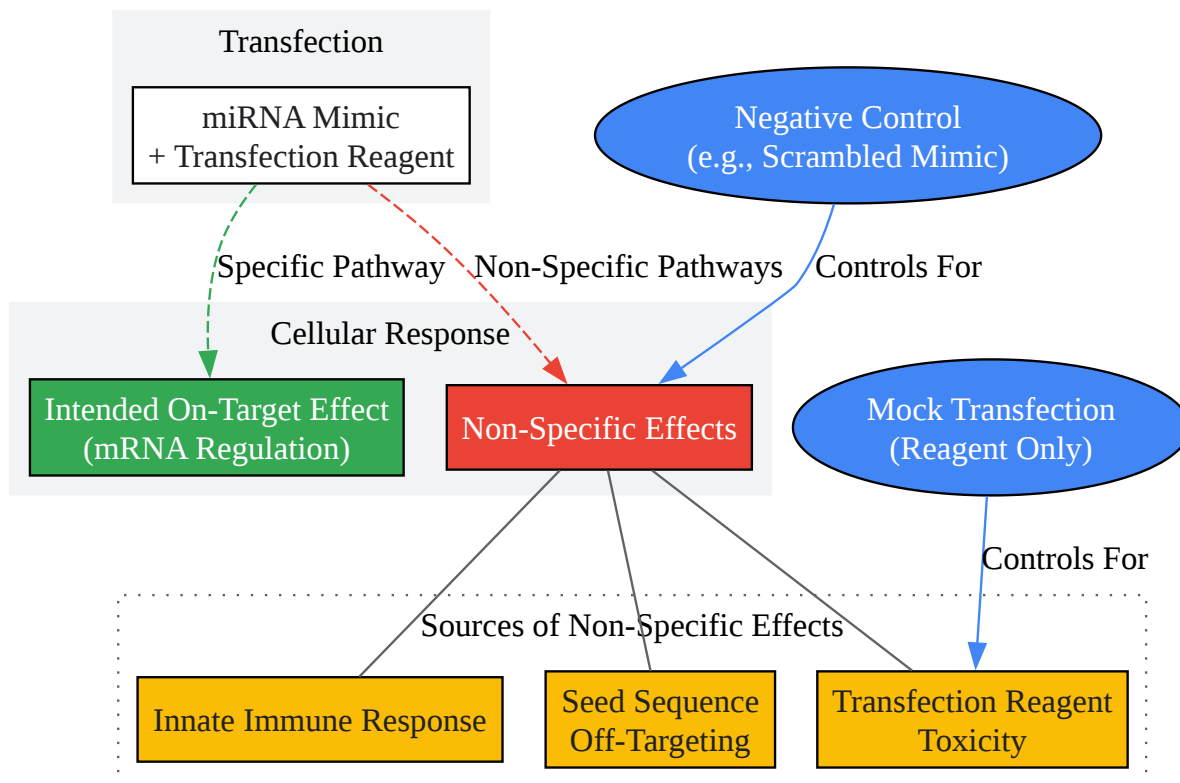 Transfection
miRNA Mimic
+ Transfection Reagent
Negative Control
(e.g., Scrambled Mimic)
Specific Pathway
Non-Specific Pathways
Controls For
Cellular Response
Intended On-Target Effect
(mRNA Regulation)
Non-Specific Effects
Mock Transfection
(Reagent Only)
Controls For
Sources of Non-Specific Effects
Innate Immune Response
Seed Sequence
Off-Targeting
Transfection Reagent
Toxicity